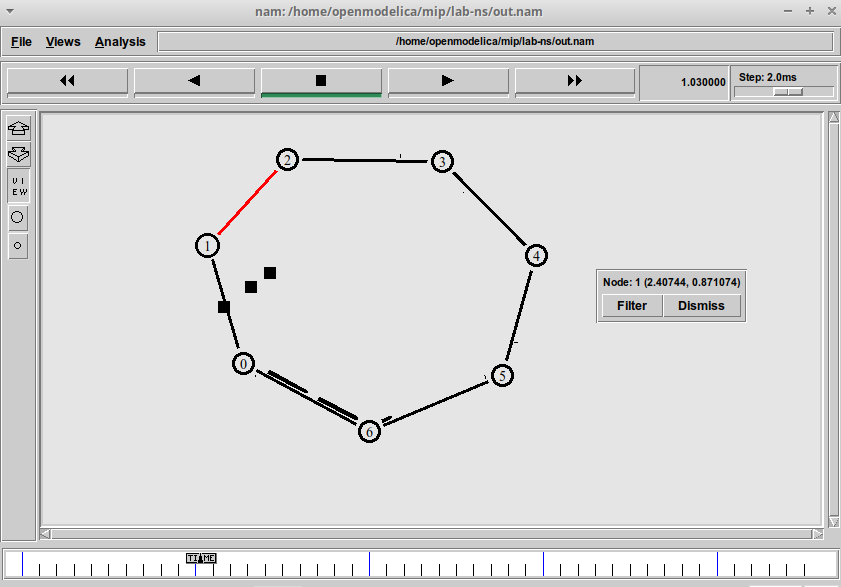 nam: /home/openmodelica/mip/lab-ns/out.nam
File Views Analysis /home/openmodelica/mip/lab-ns/out.nam
1.030000 Step: 2.0ms
VIEW
2
3
1
4
Node: 1 (2.40744, 0.871074)
Filter Dismiss
0
5
6
TIME